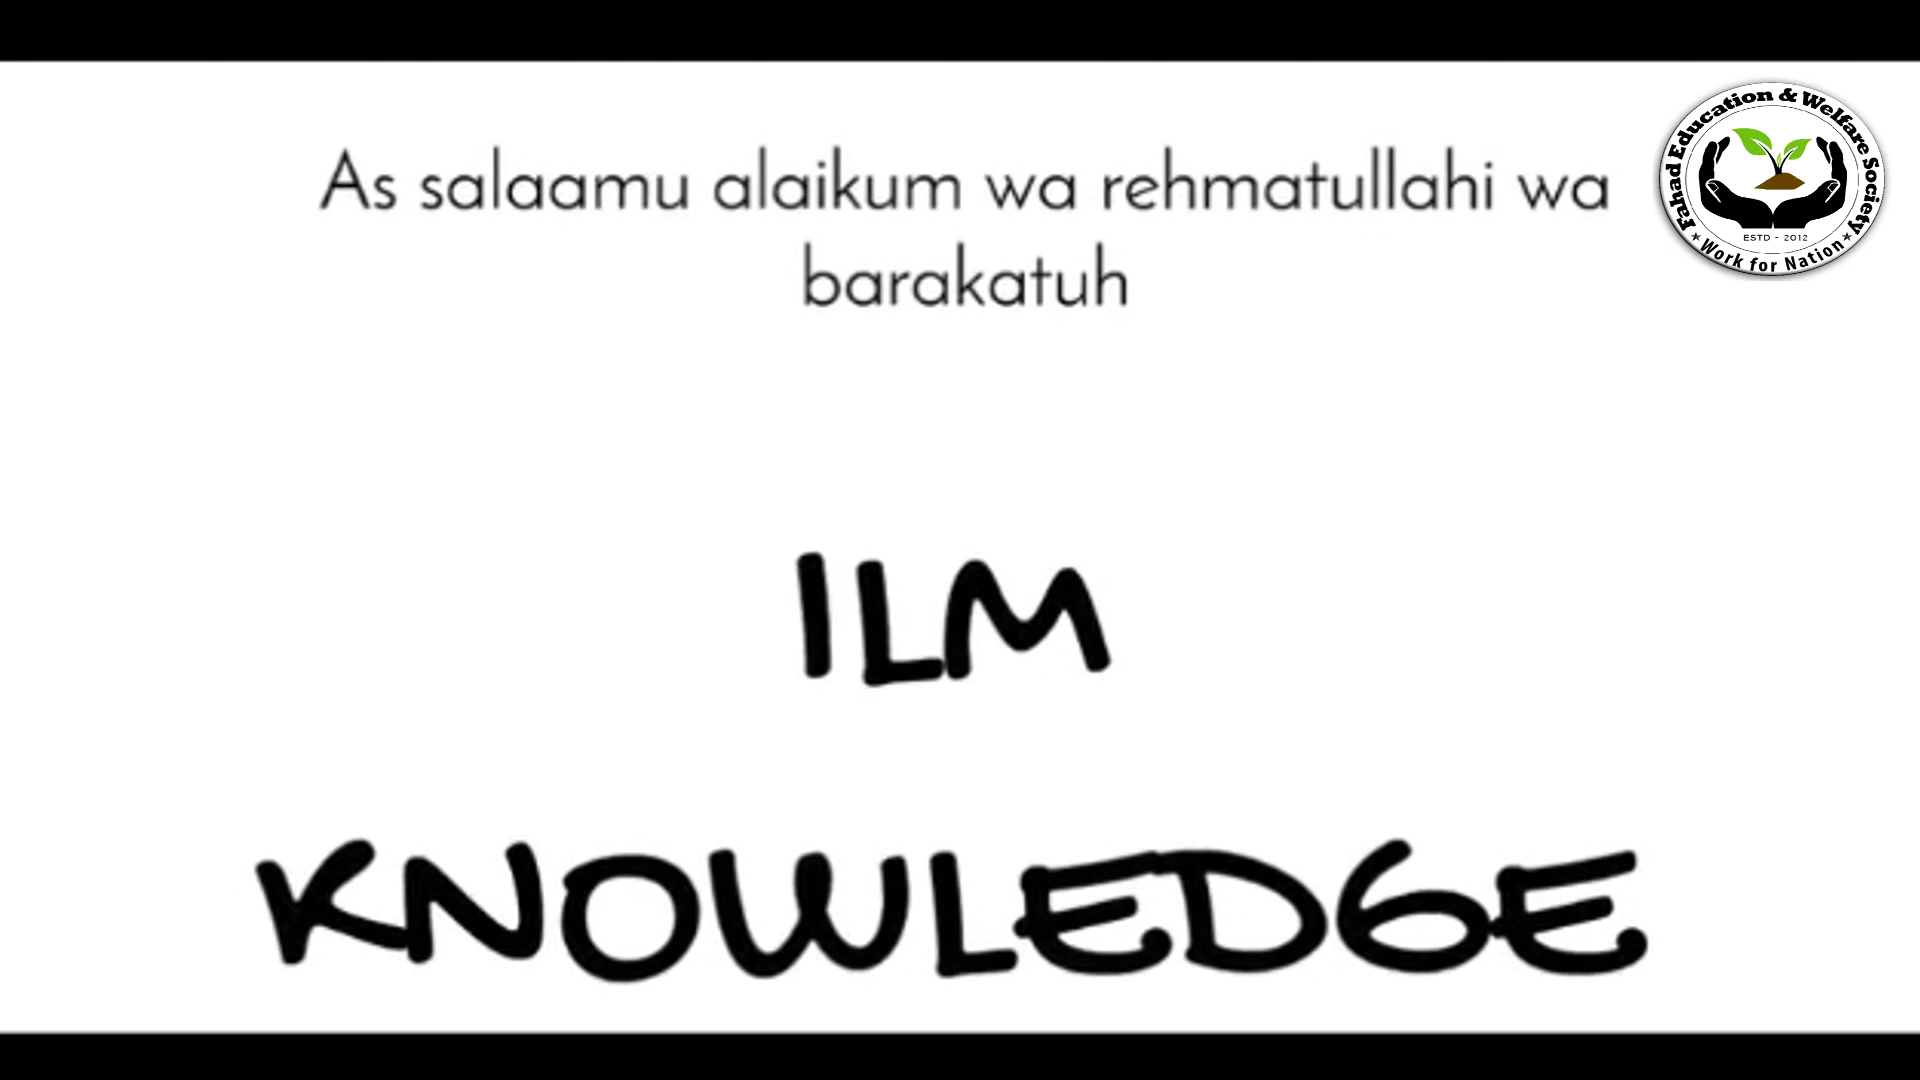 As salaamu alaikum wa rehmatullahi wa
barakatuh
Fahad Education & Welfare Society
ESTD - 2012
★ Work for Nation ★
ILM
KNOWLEDGE